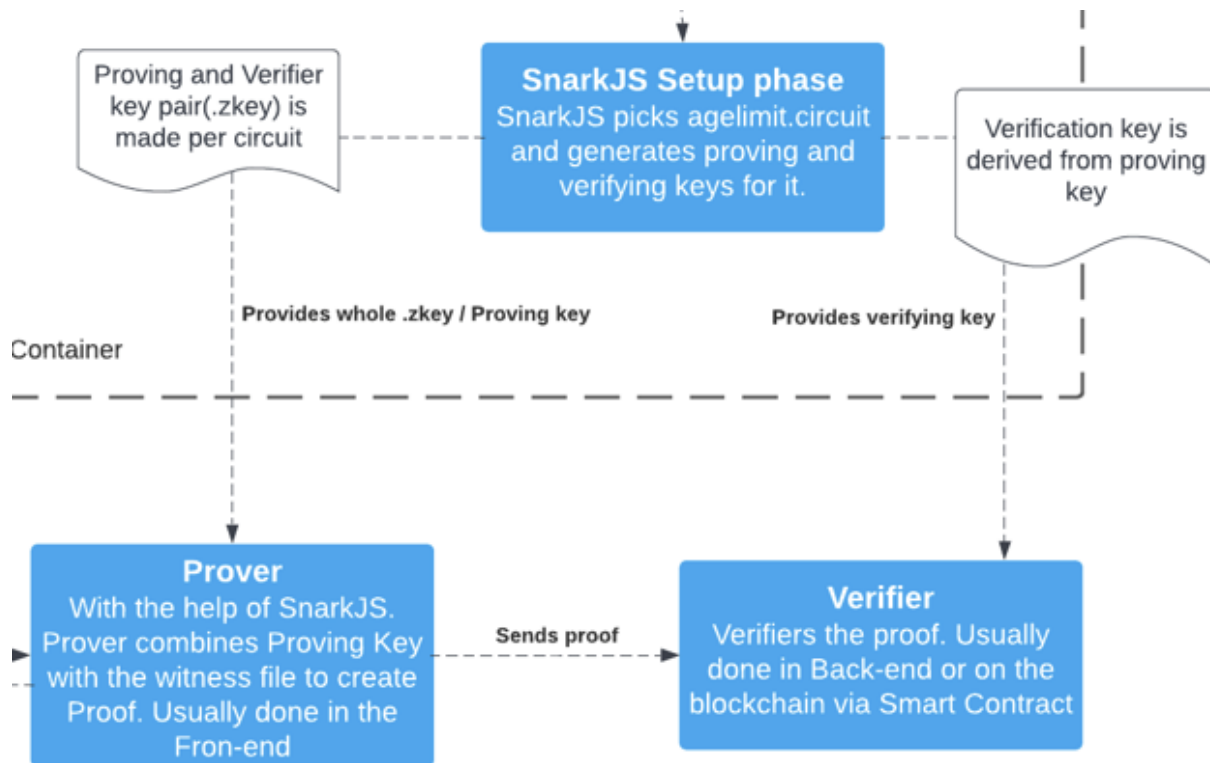 Proving and Verifier
key pair(.zkey) is
made per circuit
SnarkJS Setup phase
SnarkJS picks agelimit.circuit
and generates proving and
verifying keys for it.
Verification key is
derived from proving
key
Provides whole .zkey / Proving key
Provides verifying key
Container
Prover
With the help of SnarkJS.
Prover combines Proving Key
with the witness file to create
Proof. Usually done in the
Fron-end
Sends proof
Verifier
Verifiers the proof. Usually
done in Back-end or on the
blockchain via Smart Contract